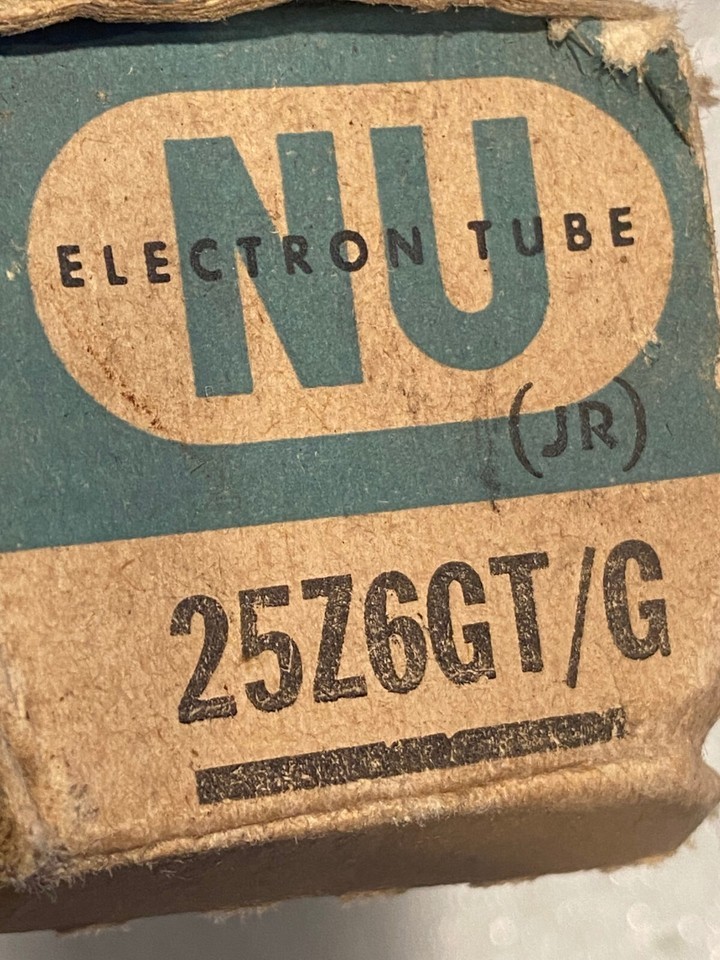 NU
ELECTRON TUBE
(JR)
25Z6GT/G